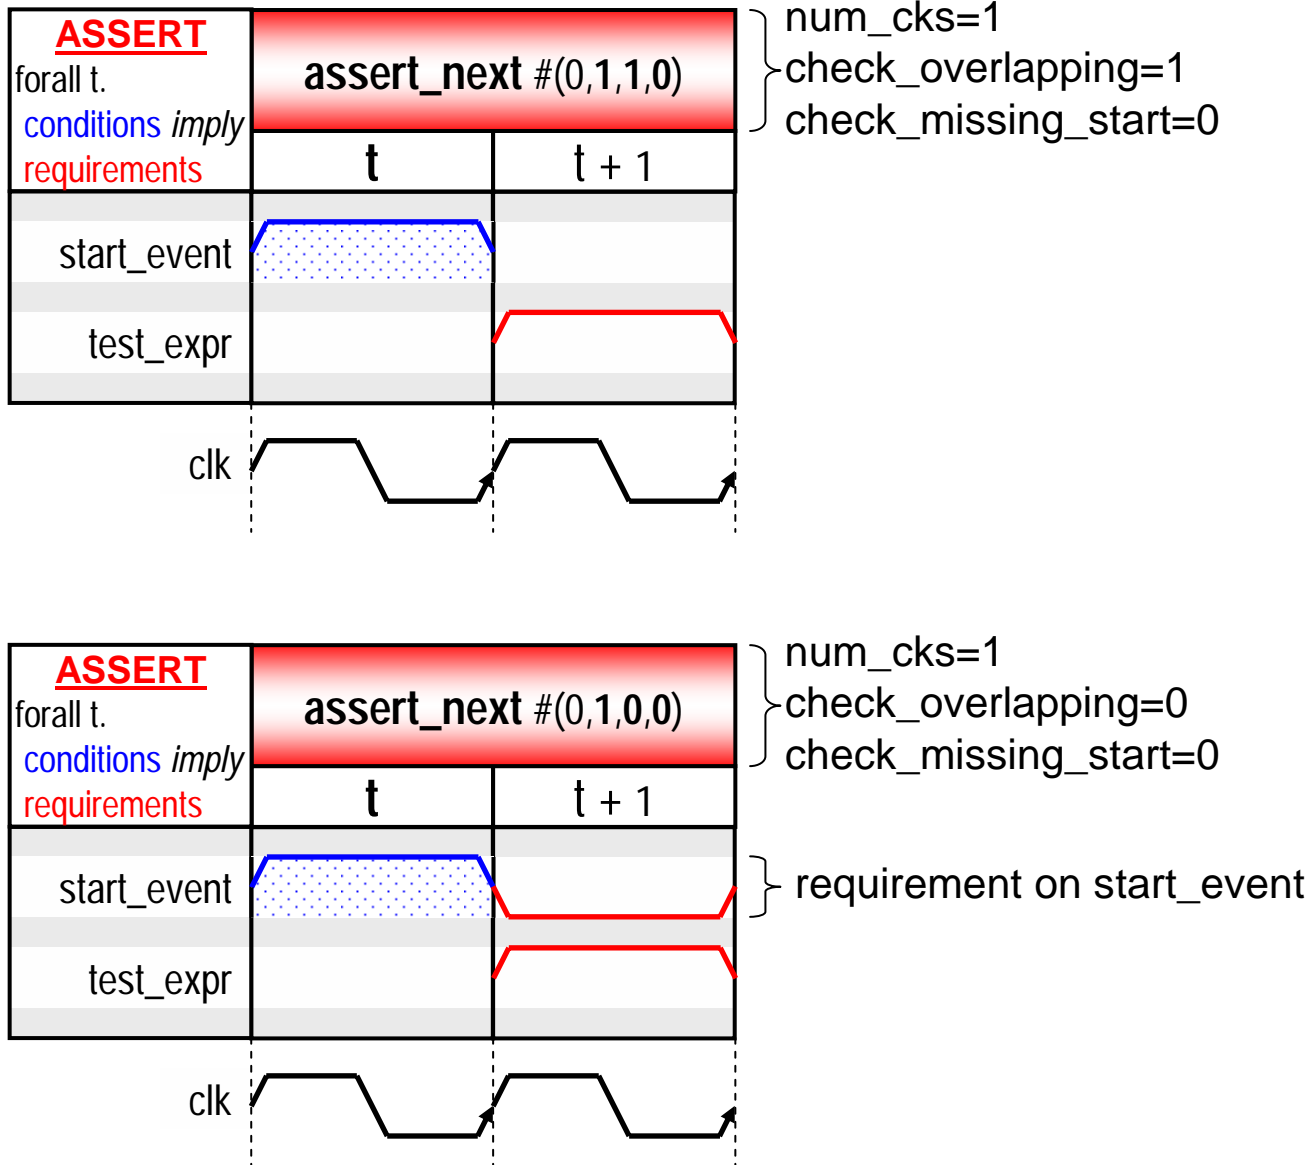 ASSERT
forall t.
conditions imply
requirements
assert_next #(0,1,1,0)
t
t + 1
num_cks=1
check_overlapping=1
check_missing_start=0
start_event
test_expr
clk
ASSERT
forall t.
conditions imply
requirements
assert_next #(0,1,0,0)
t
t + 1
num_cks=1
check_overlapping=0
check_missing_start=0
start_event
requirement on start_event
test_expr
clk